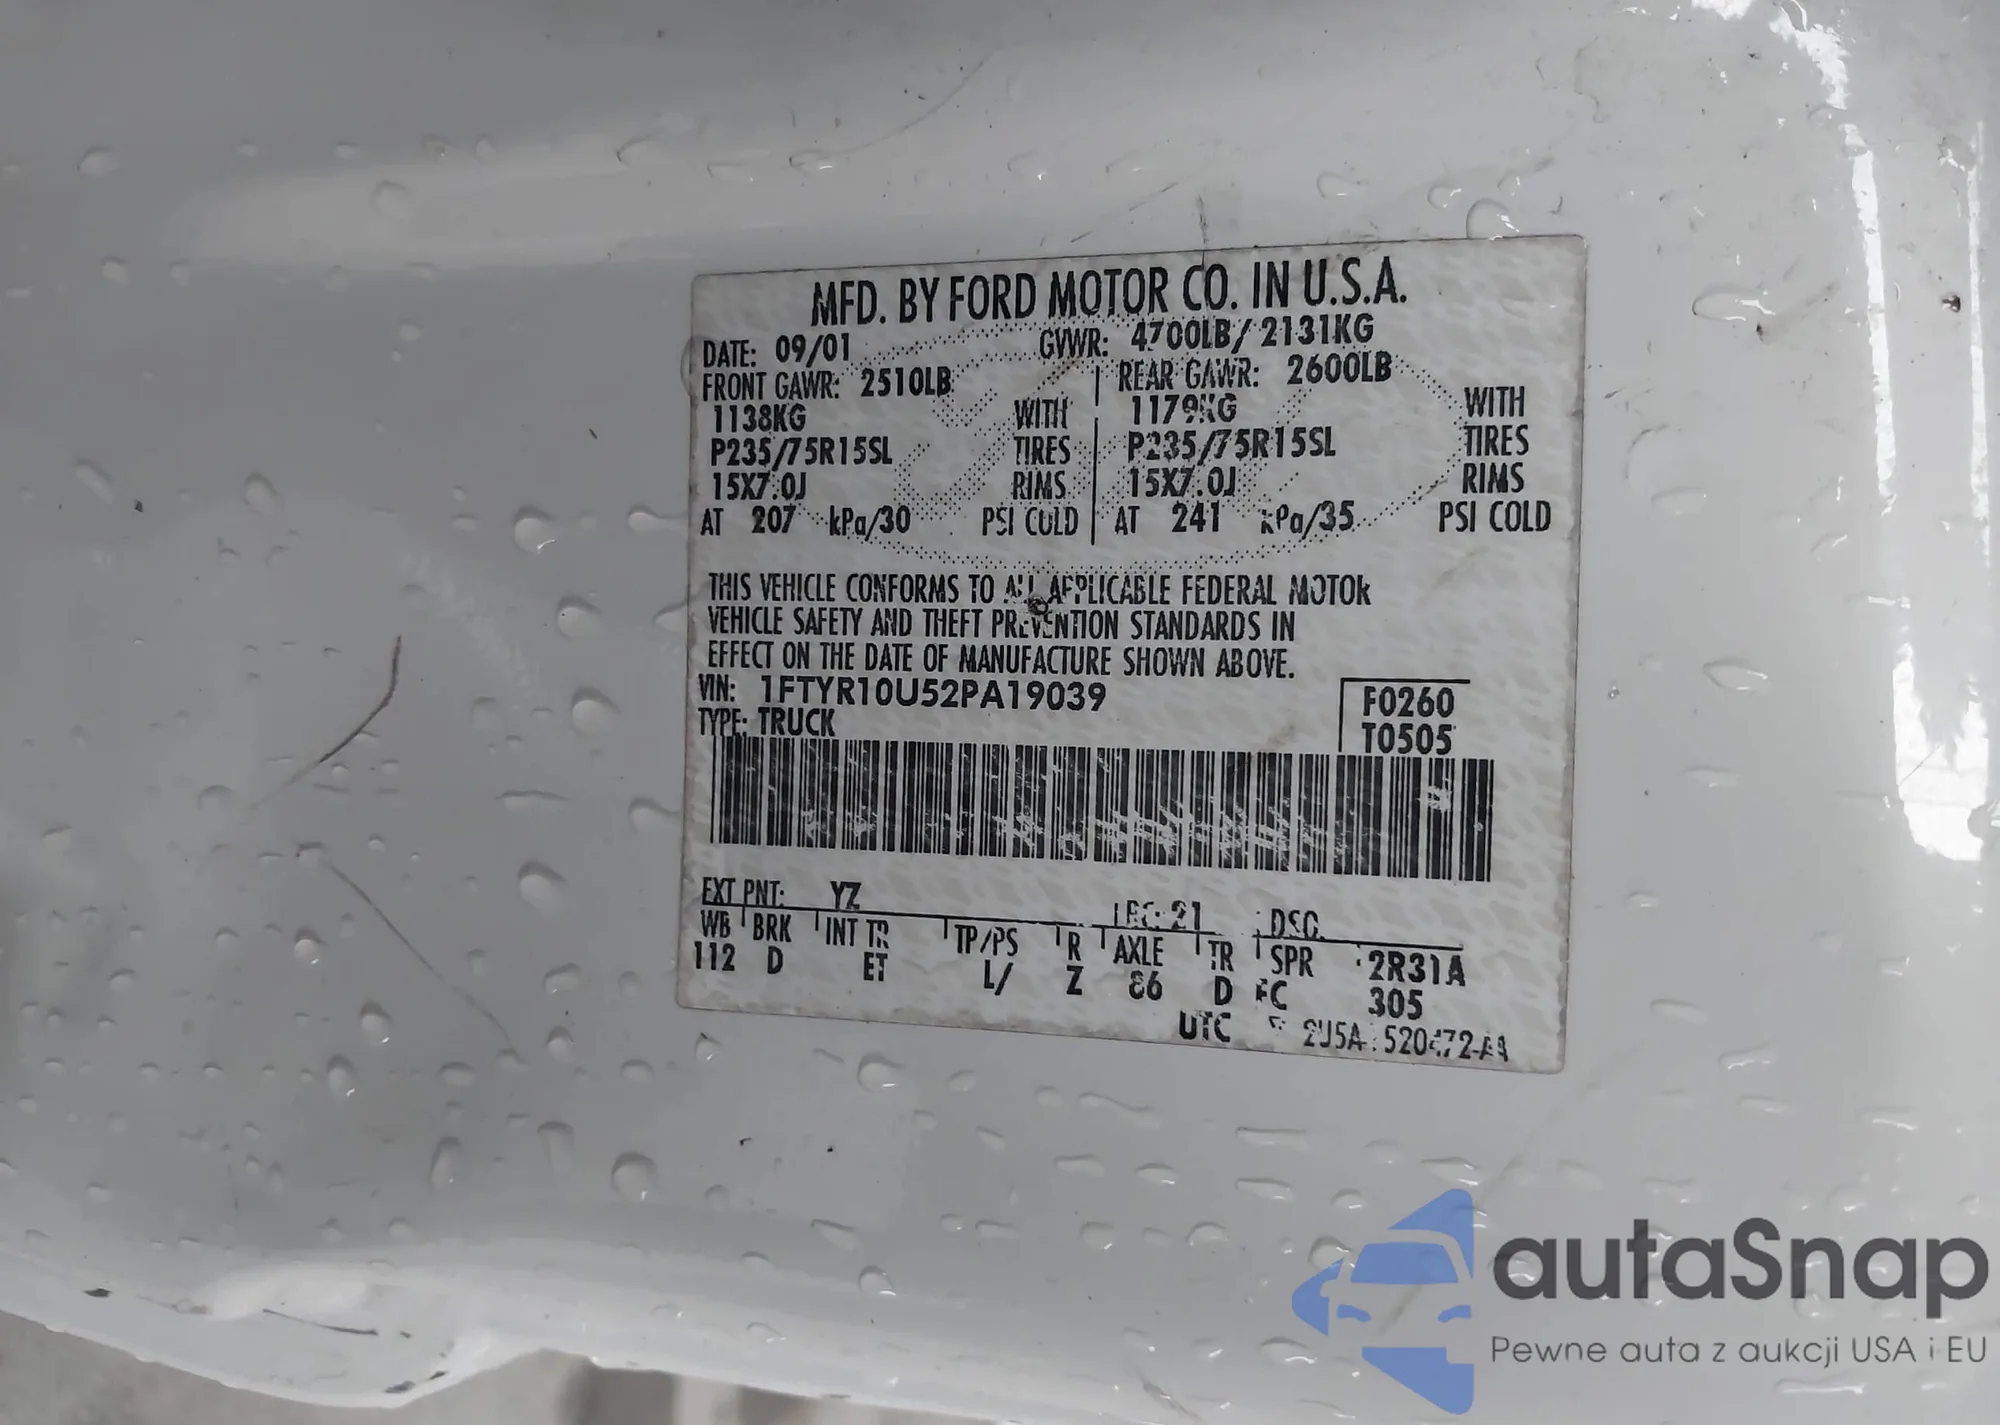 MFD. BY FORD MOTOR CO. IN U.S.A.
DATE: 09/01 GVWR: 4700LB/ 2131KG
FRONT GAWR: 2510LB REAR GAWR: 2600LB
1138KG WITH 1179KG WITH
P235/75R15SL TIRES P235/75R15SL TIRES
15X7.0J RIMS 15X7.0J RIMS
AT 207 kPa/30 PSI COLD AT 241 kPa/35 PSI COLD
THIS VEHICLE CONFORMS TO ALL APPLICABLE FEDERAL MOTOR
VEHICLE SAFETY AND THEFT PREVENTION STANDARDS IN
EFFECT ON THE DATE OF MANUFACTURE SHOWN ABOVE.
VIN: 1FTYR10U52PA19039 F0260
TYPE: TRUCK T0505
EXT PNT: YZ RC: 21 DSO:
WB BRK INT TR TP/PS R AXLE TR SPR 2R31A
112 D ET L/ Z 86 D FC 305
UTC
autaSnap
Pewne auta z aukcji USA i EU